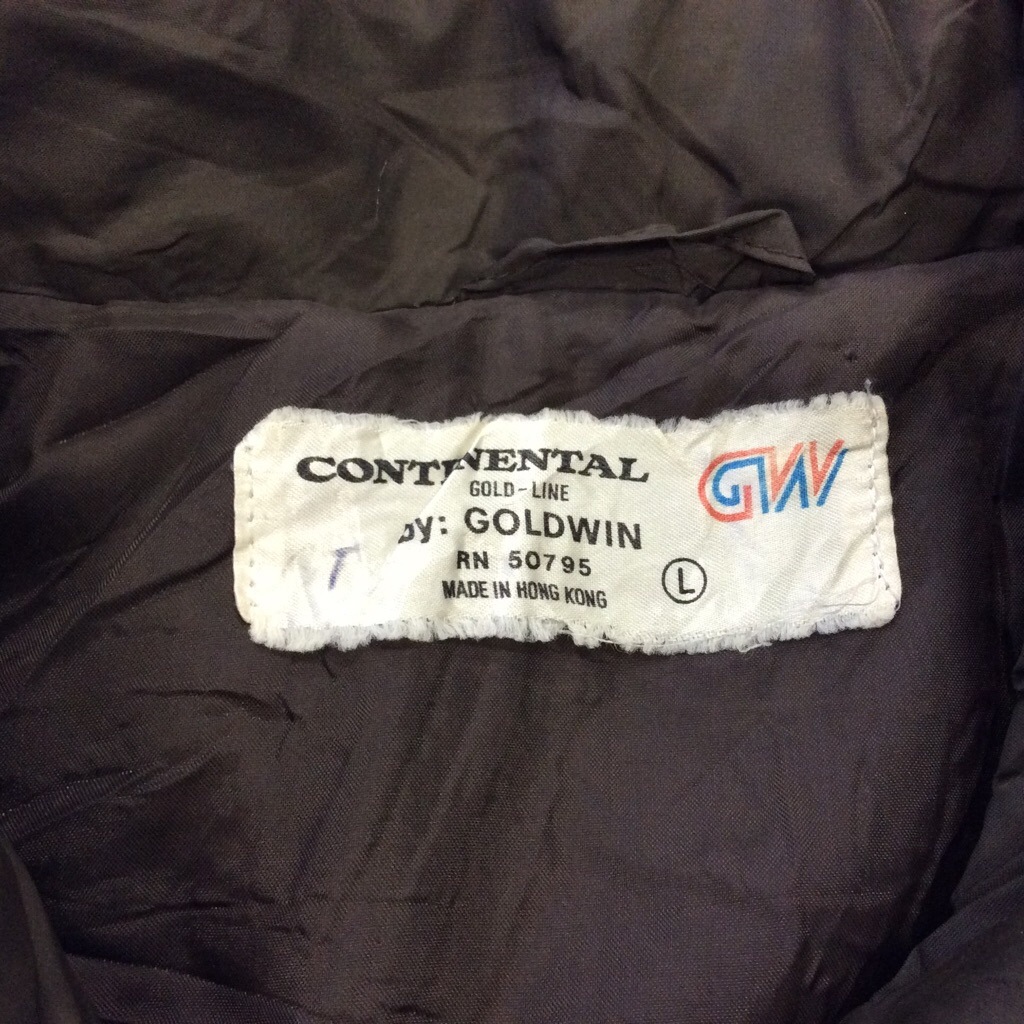 CONTINENTAL
GOLD-LINE
By: GOLDWIN
RN 50795
MADE IN HONG KONG
L
GW
T